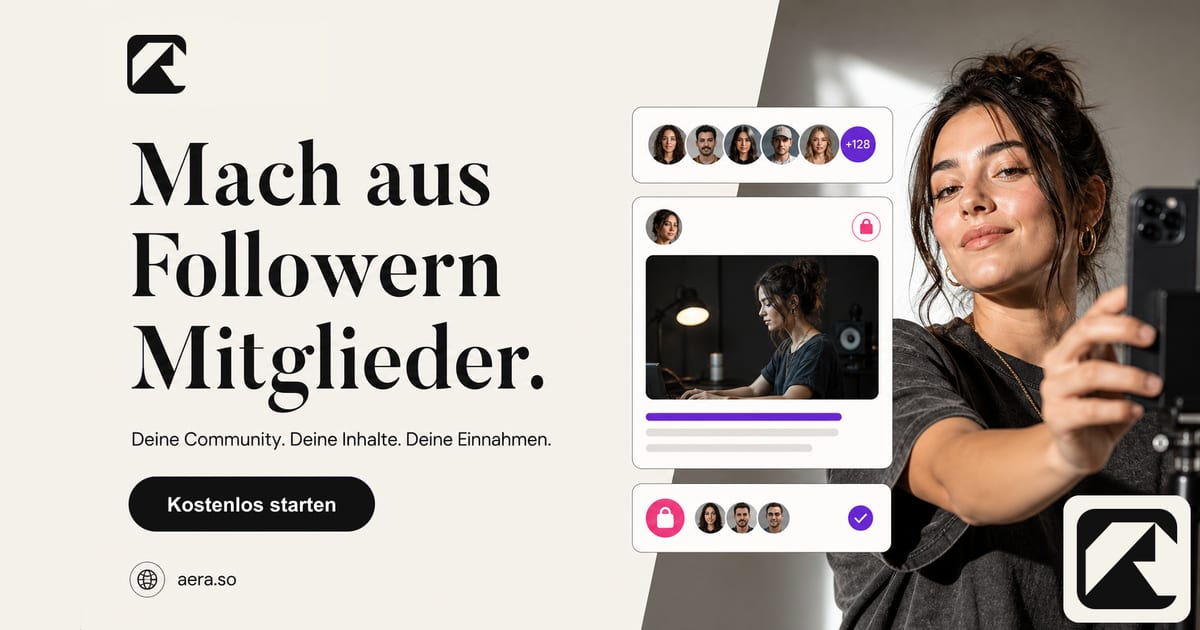 Mach aus
Followern
Mitglieder.
Deine Community. Deine Inhalte. Deine Einnahmen.
Kostenlos starten
aera.so
+128